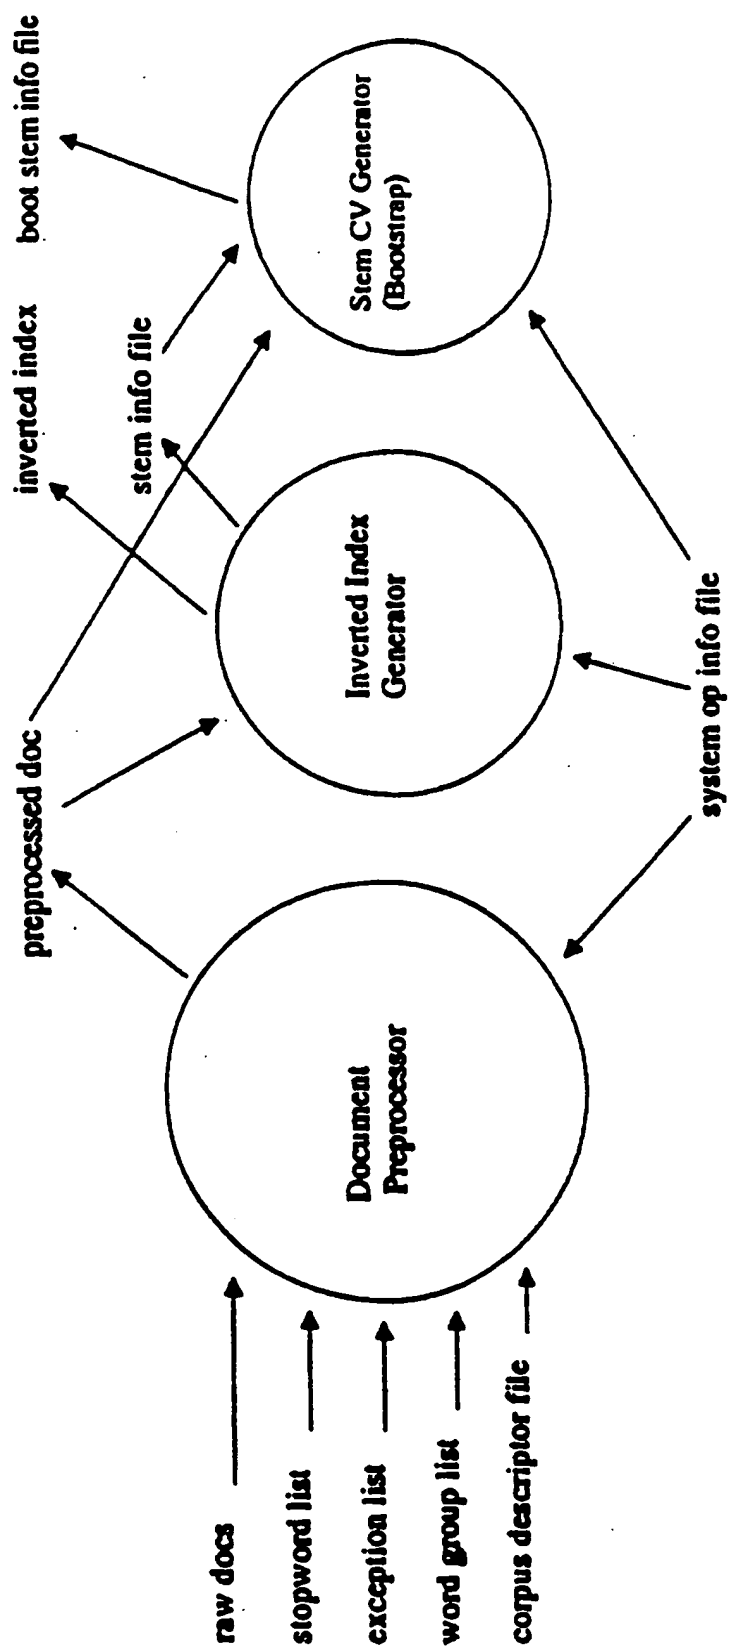 raw docs
stopword list
exception list
word group list
corpus descriptor file
Document
Preprocessor
preprocessed doc
Inverted Index
Generator
inverted index
stem info file
system op info file
Stem CV Generator
(Bootstrap)
boot stem info file